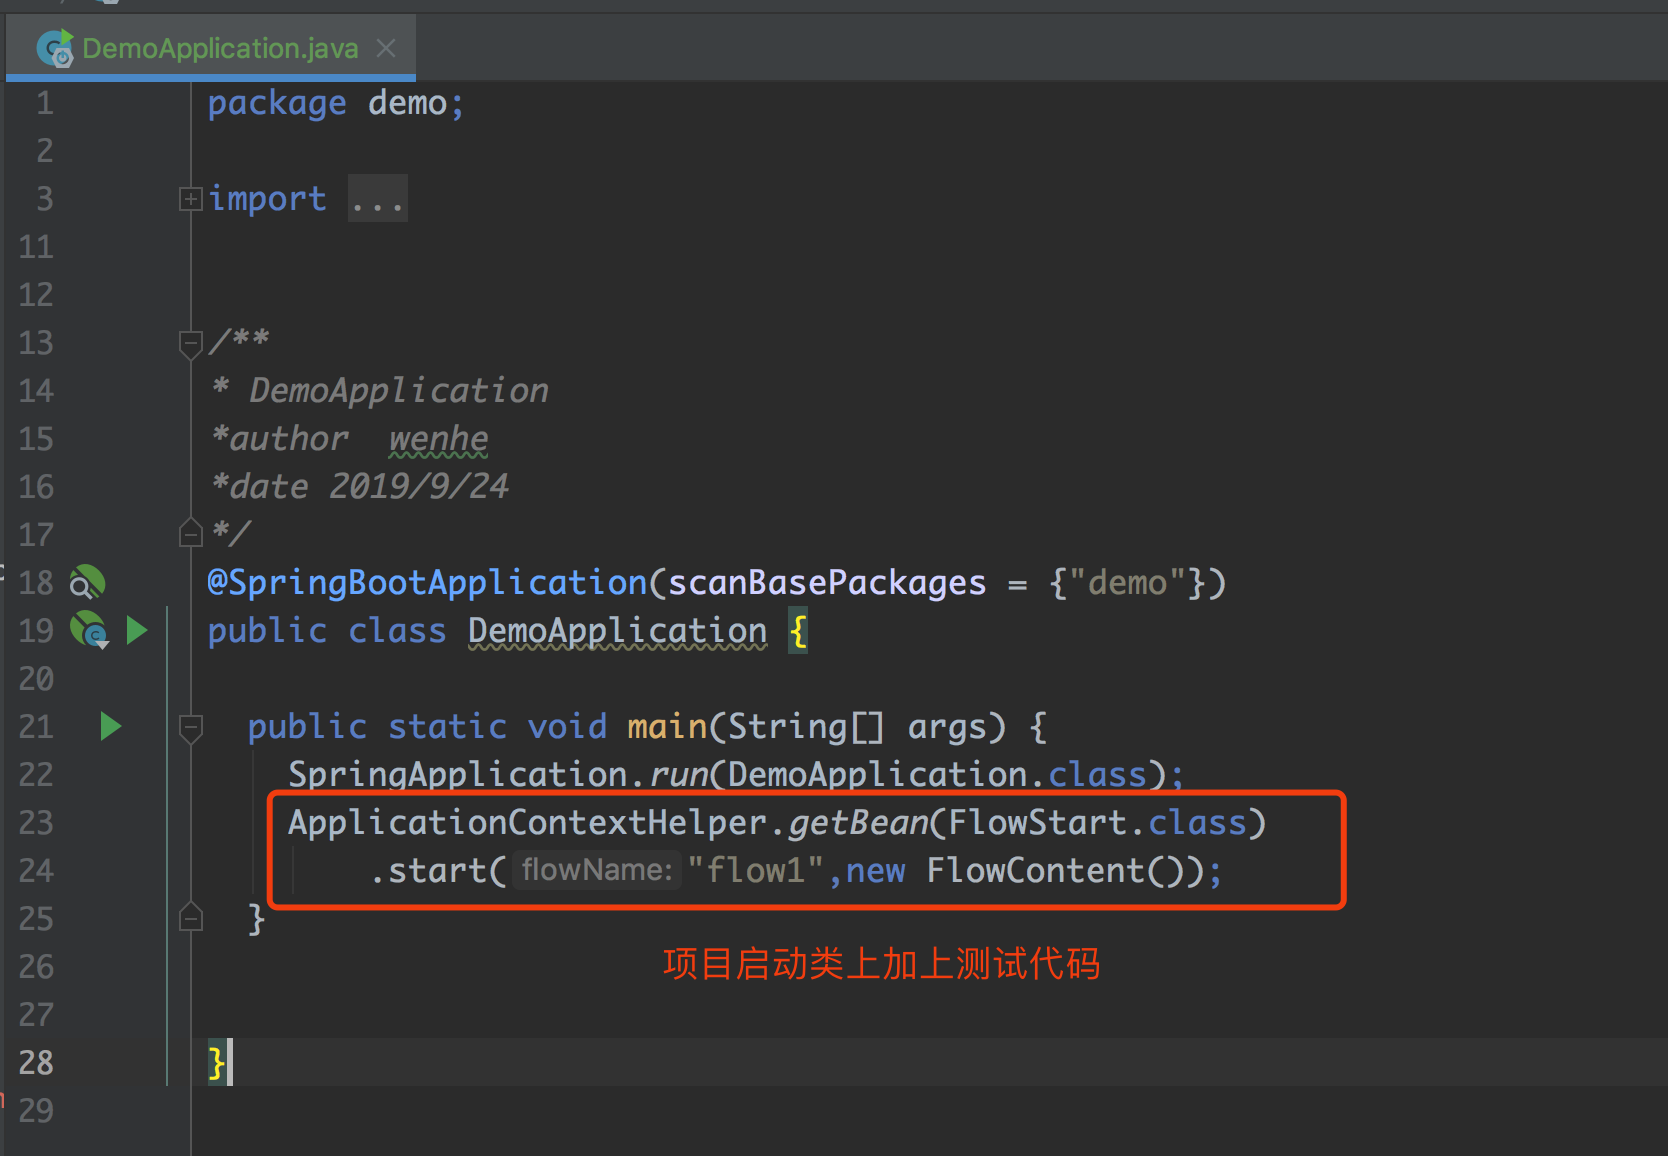 DemoApplication.java
1 package demo;
2
3 import ...
11
12
13 /**
14 * DemoApplication
15 *author  wenhe
16 *date 2019/9/24
17 */
18 @SpringBootApplication(scanBasePackages = {"demo"})
19 public class DemoApplication {
20
21 public static void main(String[] args) {
22 SpringApplication.run(DemoApplication.class);
23 ApplicationContextHelper.getBean(FlowStart.class)
24 .start( flowName: "flow1",new FlowContent());
25 }
26 项目启动类上加上测试代码
27
28 }
29